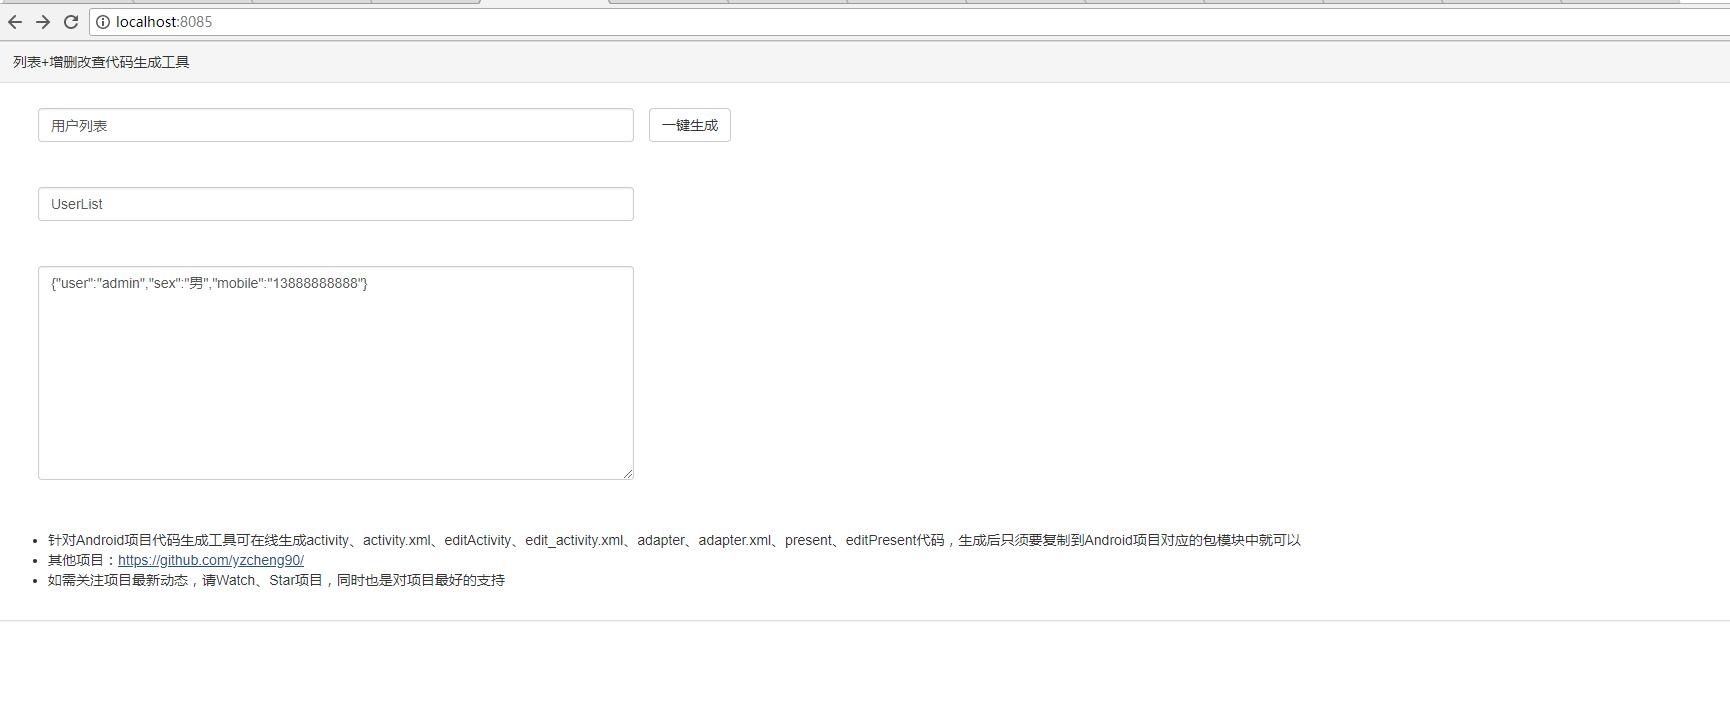 localhost:8085
列表+增删改查代码生成工具
用户列表
一键生成
UserList
{"user":"admin","sex":"男","mobile":"13888888888"}
针对Android项目代码生成工具可在线生成activity、activity.xml、editActivity、edit_activity.xml、adapter、adapter.xml、present、editPresent代码，生成后只须要复制到Android项目对应的包模块中就可以
其他项目：https://github.com/yzcheng90/
如需关注项目最新动态，请Watch、Star项目，同时也是对项目最好的支持